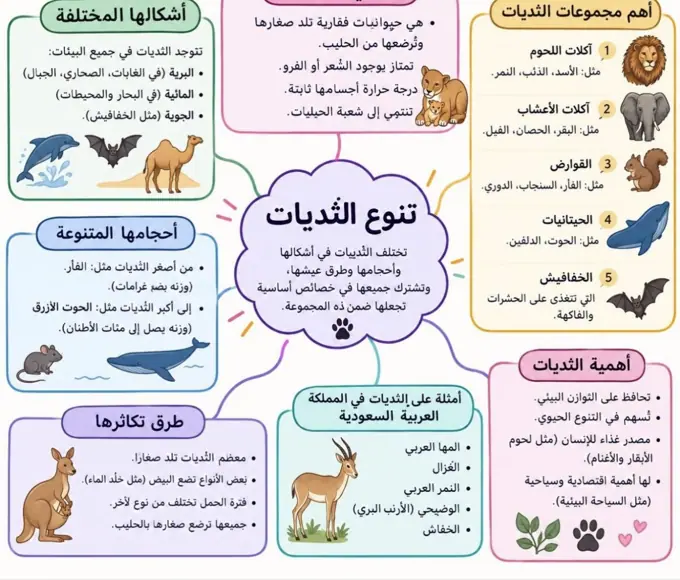 أشكالها المختلفة
تتوجد الثديات في جميع البيئات:
• البرية (في الغابات، الصحاري، الجبال)
• المائية (في البحار والمحيطات)
• الجوية (مثل الخفافيش).
• هي حيوانبات فقارية تلد صغارها
وتُرضعها من الحليب.
تمتاز بوجود الشعر أو الفرو.
درجة حرارة أجسامها ثابتة.
تنتمي إلى شعبة الحبليات.
أهم مجموعات الثديات
1 آكلات اللحوم
مثل: الأسد، الذئب، النمر.
2 آكلات الأعشاب
مثل: البقر، الحصان، الفيل.
3 القوارض
مثل: الفأر، السنجاب، الدوري.
4 الحيتانيات
مثل: الحوت، الدلفين.
5 الخفافيش
التي تتغذى على الحشرات
والفاكهة.
تنوع الثديات
تختلف الثدييات في أشكالها
وأحجامها وطرق عيشها،
وتشترك جميعها في خصائص أساسية
تجعلها ضمن ذه المجموعة.
أحجامها المتنوعة
• من أصغر الثديات مثل: الفأر.
(وزنه بضع غرامات).
• إلى أكبر الثديات مثل: الحوت الأزرق
(وزنه يصل إلى مئات الأطنان).
طرق تكاثرها
• معظم الثديات تلد صغارًا.
• بعض الأنواع تضع البيض (مثل خلد الماء).
• فترة الحمل تختلف من نوع لآخر.
• جميعها ترضع صغارها بالحليب.
أمثلة على الثديات في المملكة
العربية السعودية
• المها العربي
• الغزال
• النمر العربي
• الوضيحي (الأرنب البري)
• الخفاش
أهمية الثديات
• تحافظ على التوازن البيئي.
• تُسهم في التنوع الحيوي.
• مصدر غذاء للإنسان (مثل لحوم
الأبقار والأغنام).
• لها أهمية اقتصادية وسياحية
(مثل السياحة البيئية).